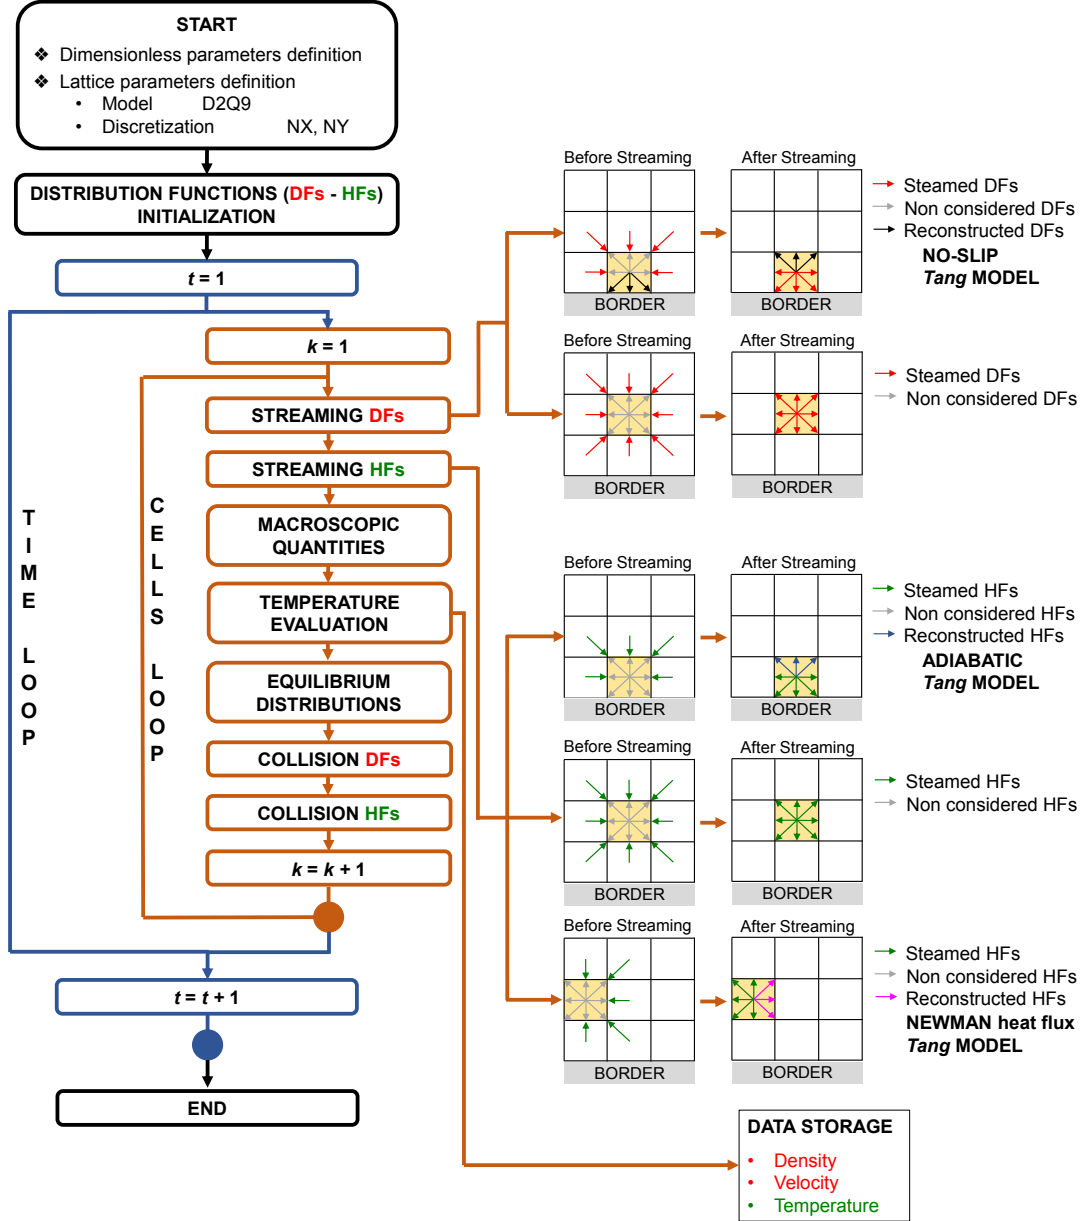 START
❖ Dimensionless parameters definition
❖ Lattice parameters definition
• Model D2Q9
• Discretization NX, NY
DISTRIBUTION FUNCTIONS (DFs - HFs)
INITIALIZATION
t = 1
k = 1
STREAMING DFs
STREAMING HFs
MACROSCOPIC
QUANTITIES
TEMPERATURE
EVALUATION
EQUILIBRIUM
DISTRIBUTIONS
COLLISION DFs
COLLISION HFs
k = k + 1
t = t + 1
END
TIME LOOP
CELLS LOOP
Before Streaming
After Streaming
BORDER
BORDER
Steamed DFs
Non considered DFs
Reconstructed DFs
NO-SLIP
Tang MODEL
Before Streaming
After Streaming
BORDER
BORDER
Steamed DFs
Non considered DFs
Before Streaming
After Streaming
BORDER
BORDER
Steamed HFs
Non considered HFs
Reconstructed HFs
ADIABATIC
Tang MODEL
Before Streaming
After Streaming
BORDER
BORDER
Steamed HFs
Non considered HFs
Before Streaming
After Streaming
BORDER
BORDER
Steamed HFs
Non considered HFs
Reconstructed HFs
NEWMAN heat flux
Tang MODEL
DATA STORAGE
• Density
• Velocity
• Temperature